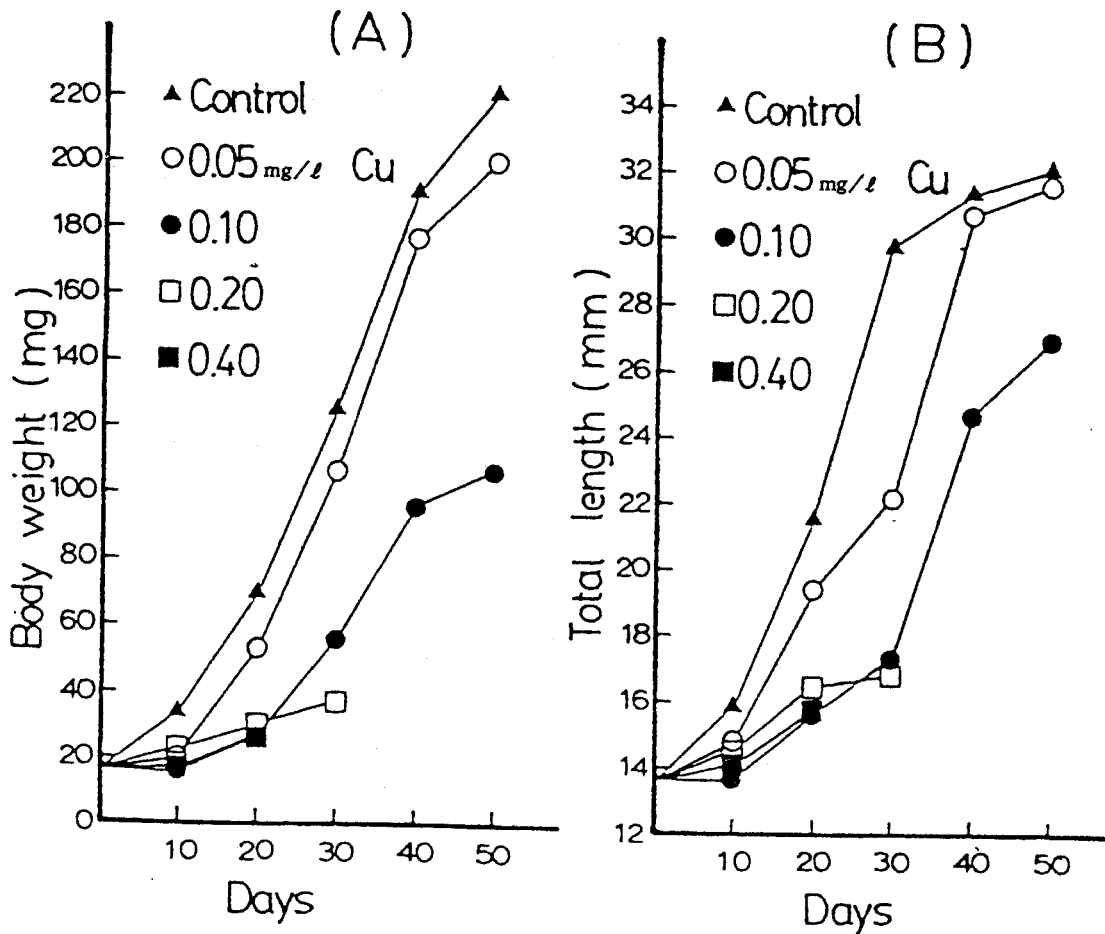 (A)
▲ Control
○ 0.05 mg/ℓ Cu
● 0.10
□ 0.20
■ 0.40
Body weight (mg)
220
200
180
160
140
120
100
80
60
40
20
0
10 20 30 40 50
Days
(B)
▲ Control
○ 0.05 mg/ℓ Cu
● 0.10
□ 0.20
■ 0.40
Total length (mm)
34
32
30
28
26
24
22
20
18
16
14
12
10 20 30 40 50
Days